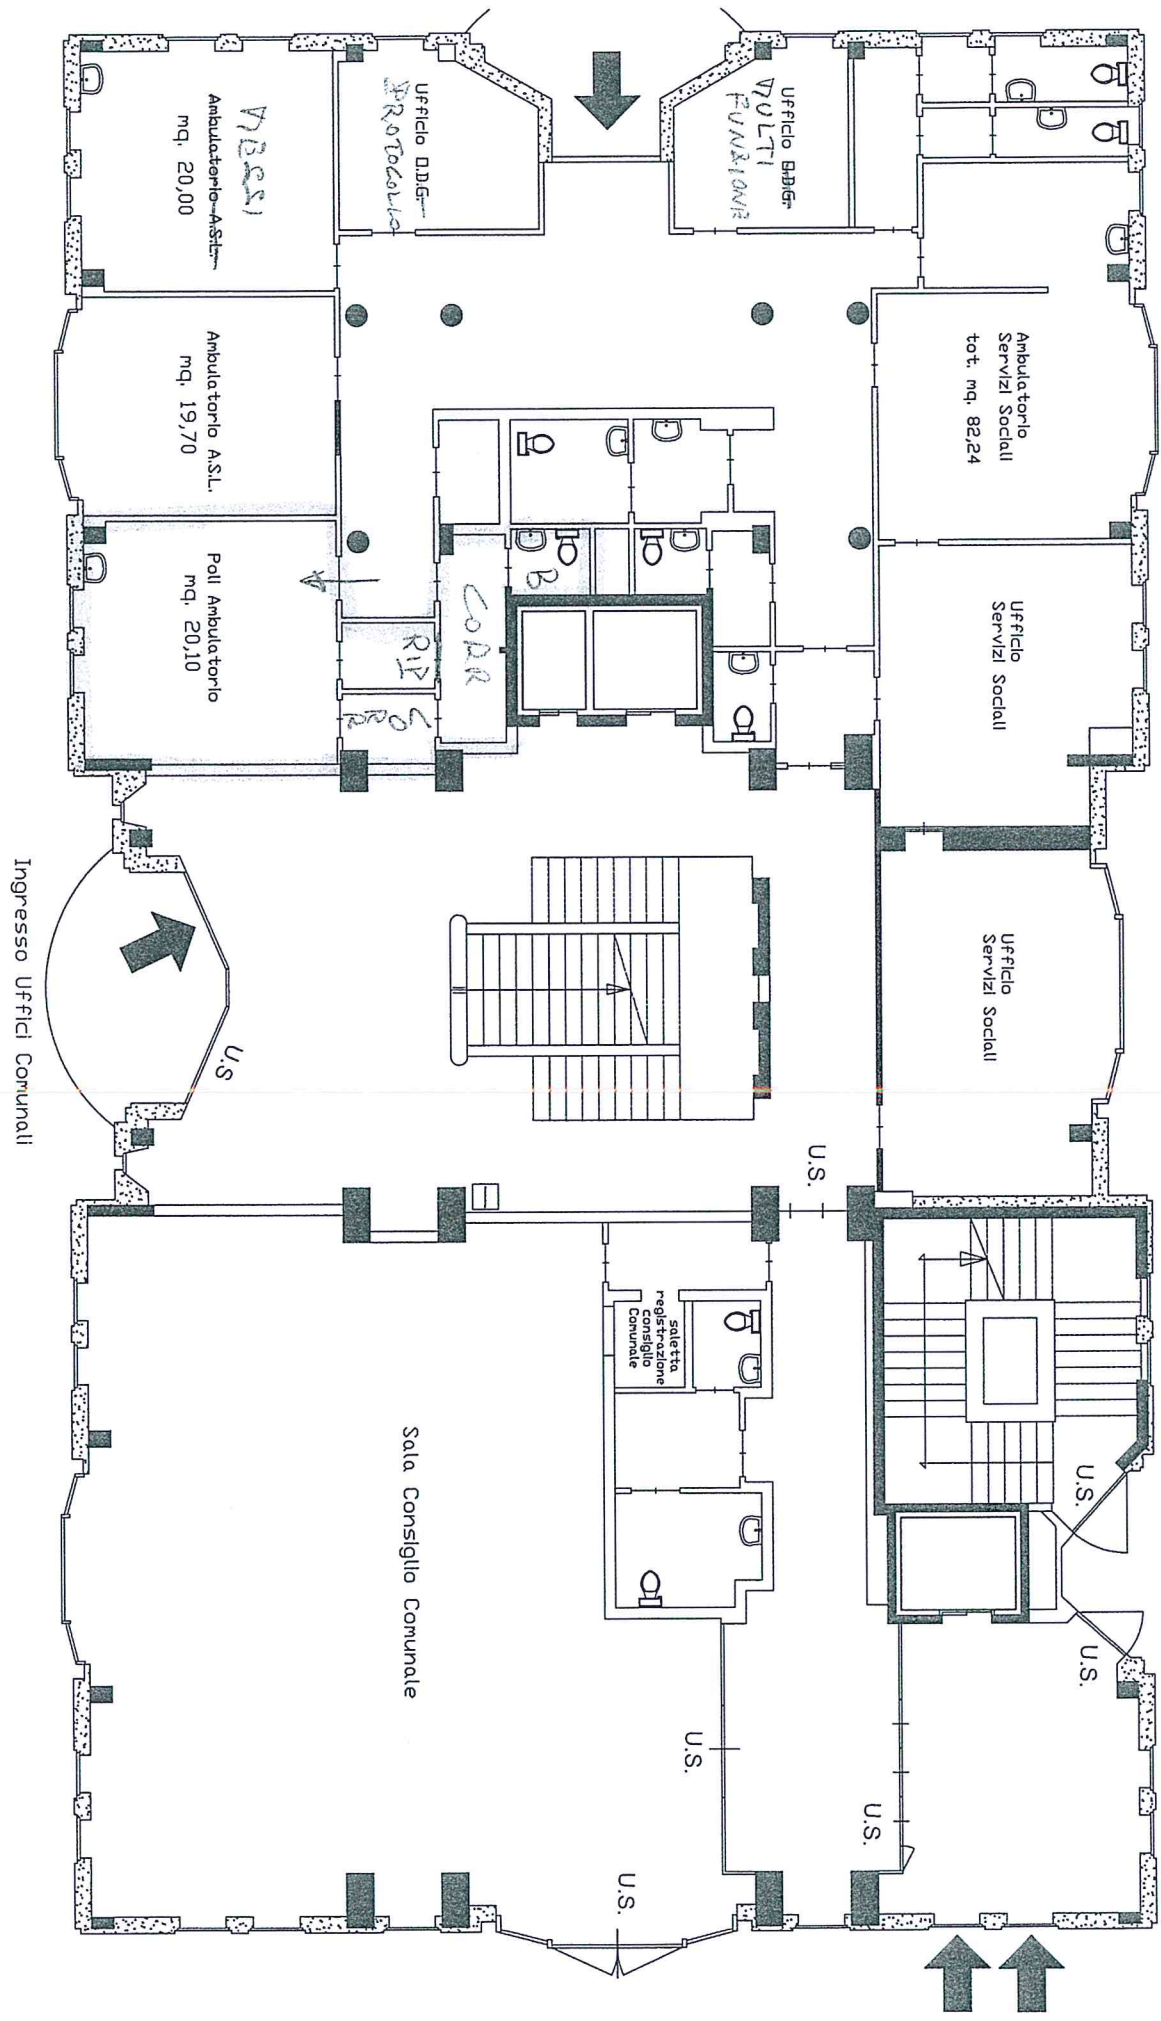 Ufficio O.D.G.
PROTOCOLLO
Ufficio O.D.G.
MULTI
FUNZIONE
MESSI
Ambulatorio A.S.L.
mq. 20,00
Ambulatorio A.S.L.
mq. 19,70
Poli Ambulatorio
mq. 20,10
Ambulatorio
Servizi Sociali
tot. mq. 82,24
Ufficio
Servizi Sociali
Ufficio
Servizi Sociali
B
CORR
RIP
CORR
Ingresso Uffici Comunali
U.S
U.S.
saletta
registrazione
consiglio
Comunale
Sala Consiglio Comunale
U.S.
U.S.
U.S.
U.S.
U.S.